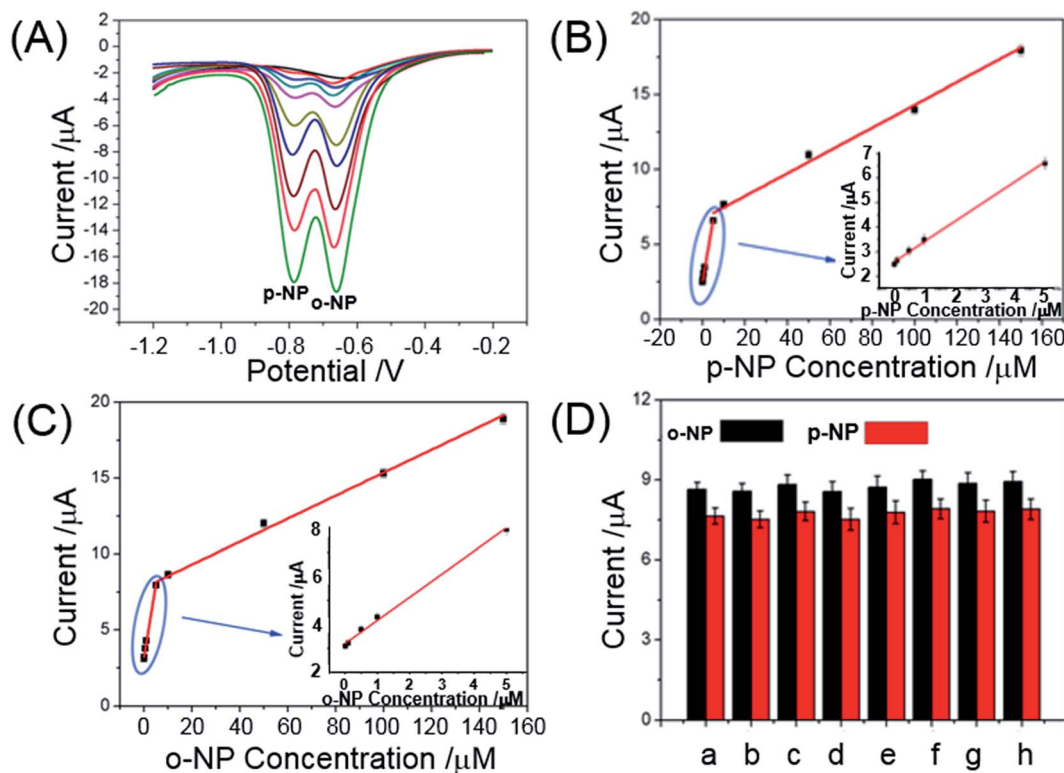 (A)
2
0
-2
-4
-6
-8
-10
-12
-14
-16
-18
-20
Current /μA
p-NP o-NP
-1.2 -1.0 -0.8 -0.6 -0.4 -0.2
Potential /V
(B)
20
15
10
5
0
Current /μA
7
6
5
4
3
2
Current /μA
0 1 2 3 4 5
p-NP Concentration /μM
-20 0 20 40 60 80 100 120 140 160
p-NP Concentration /μM
(C)
20
15
10
5
0
Current /μA
8
6
4
3
2
Current /μA
0 1 2 3 4 5
o-NP Concentration /μM
0 20 40 60 80 100 120 140 160
o-NP Concentration /μM
(D)
12
9
6
3
0
Current /μA
o-NP p-NP
a b c d e f g h